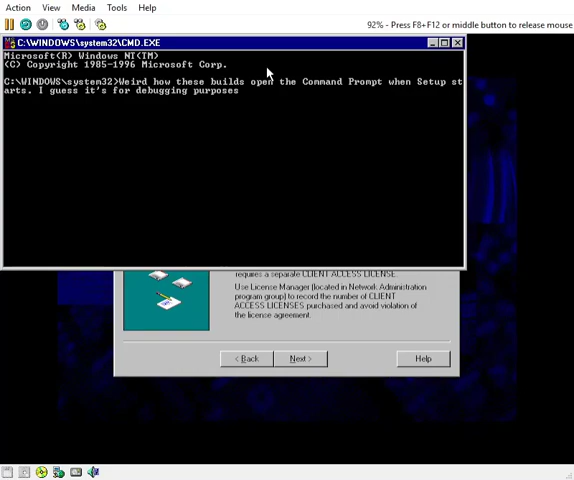 Action View Media Tools Help
92% - Press F8+F12 or middle button to release mouse
C:\WINDOWS\system32\CMD.EXE
Microsoft(R) Windows NT(TM)
(C) Copyright 1985-1996 Microsoft Corp.
C:\WINDOWS\system32>Weird how these builds open the Command Prompt when Setup st
arts. I guess it's for debugging purposes
requires a separate CLIENT ACCESS LICENSE.
Use License Manager (located in Network Administration
program group) to record the number of CLIENT
ACCESS LICENSES purchased and avoid violation of
the license agreement.
< Back Next > Help